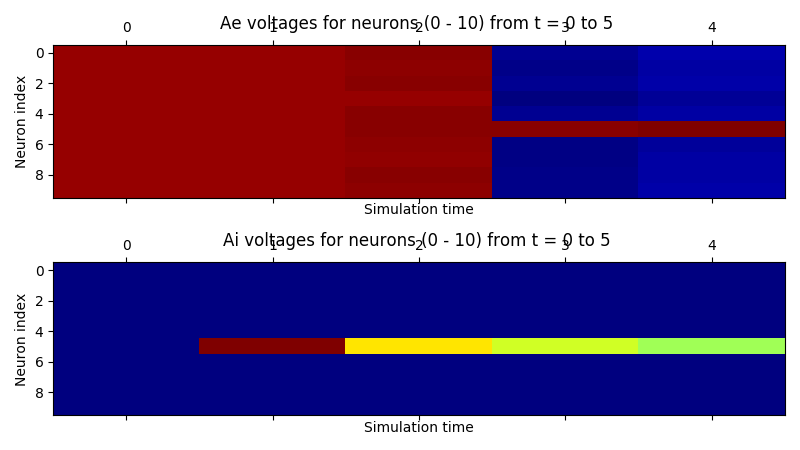 Ae voltages for neurons (0 - 10) from t = 0 to 5
0 1 2 3 4
0
2
4
6
8
Neuron index
Simulation time
Ai voltages for neurons (0 - 10) from t = 0 to 5
0 1 2 3 4
0
2
4
6
8
Neuron index
Simulation time